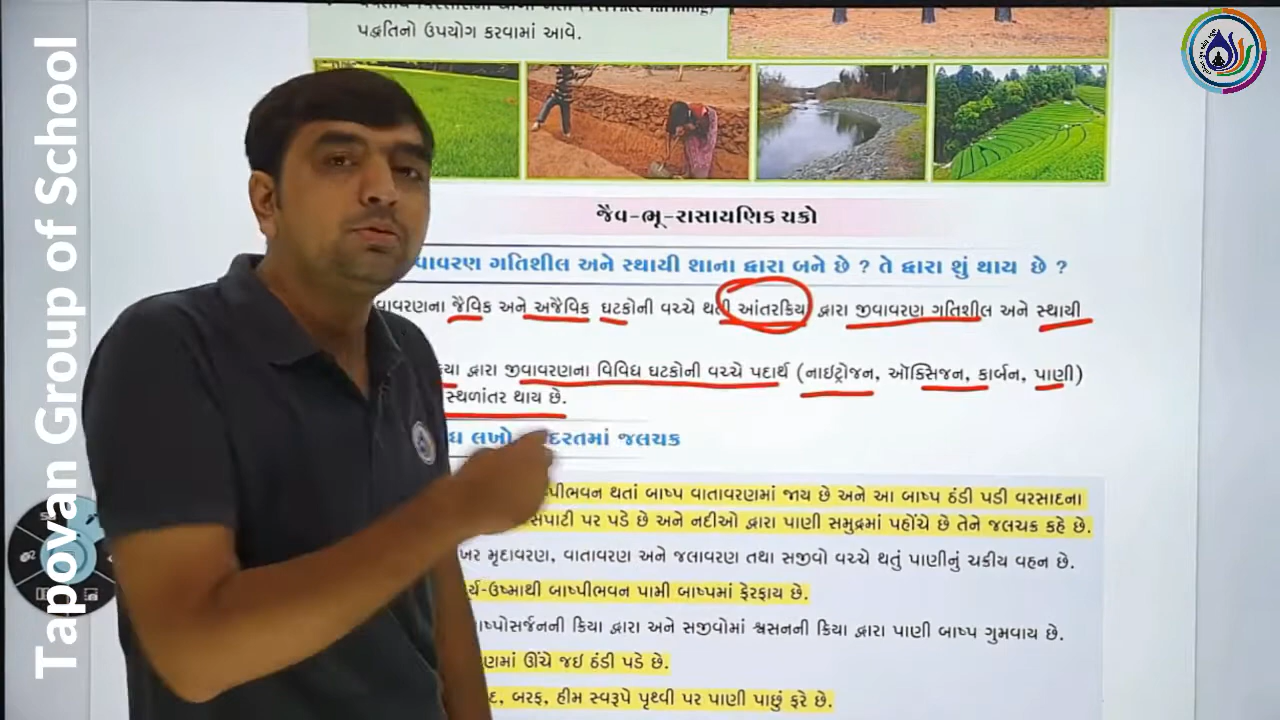 પદ્ધતિનો ઉપયોગ કરવામાં આવે.
જૈવ-ભૂ-રાસાયણિક ચક્રો
વાવરણ ગતિશીલ અને સ્થાયી શાના દ્વારા બને છે ? તે દ્વારા શું થાય છે ?
વાવરણના જૈવિક અને અજૈવિક ઘટકોની વચ્ચે થતી આંતરક્રિયા દ્વારા જીવાવરણ ગતિશીલ અને સ્થાયી
યા દ્વારા જીવાવરણના વિવિધ ઘટકોની વચ્ચે પદાર્થ (નાઇટ્રોજન, ઑક્સિજન, કાર્બન, પાણી)
સ્થળાંતર થાય છે.
ધ લખો. દરતમાં જલચક્ર
પીભવન થતાં બાષ્પ વાતાવરણમાં જાય છે અને આ બાષ્પ ઠંડી પડી વરસાદના
સપાટી પર પડે છે અને નદીઓ દ્વારા પાણી સમુદ્રમાં પહોંચે છે તેને જલચક્ર કહે છે.
ખર મૃદાવરણ, વાતાવરણ અને જલાવરણ તથા સજીવો વચ્ચે થતું પાણીનું ચક્રીય વહન છે.
ર્ય-ઉષ્માથી બાષ્પીભવન પામી બાષ્પમાં ફેરફાય છે.
ાષ્પોસર્જનની ક્રિયા દ્વારા અને સજીવોમાં શ્વસનની ક્રિયા દ્વારા પાણી બાષ્પ ગુમવાય છે.
ણમાં ઊંચે જઇ ઠંડી પડે છે.
દ, બરફ, હીમ સ્વરૂપે પૃથ્વી પર પાણી પાછું ફરે છે.
Tapovan Group of School